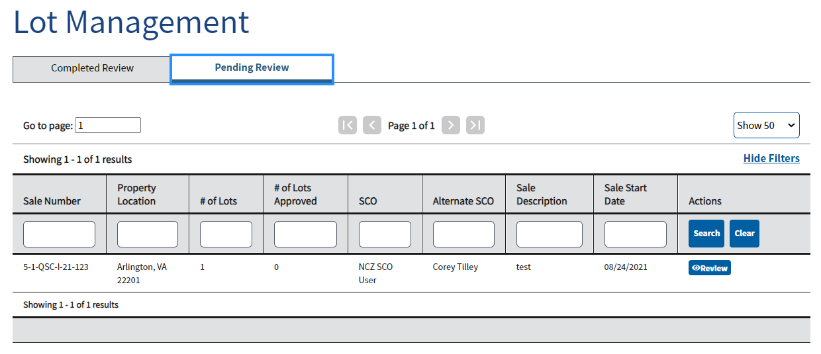 Lot Management
Completed Review
Pending Review
Go to page: 1
Page 1 of 1
Show 50
Showing 1 - 1 of 1 results
Hide Filters
Sale Number
Property Location
# of Lots
# of Lots Approved
SCO
Alternate SCO
Sale Description
Sale Start Date
Actions
Search
Clear
5-1-QSC-I-21-123
Arlington, VA 22201
1
0
NCZ SCO User
Corey Tilley
test
08/24/2021
Review
Showing 1 - 1 of 1 results